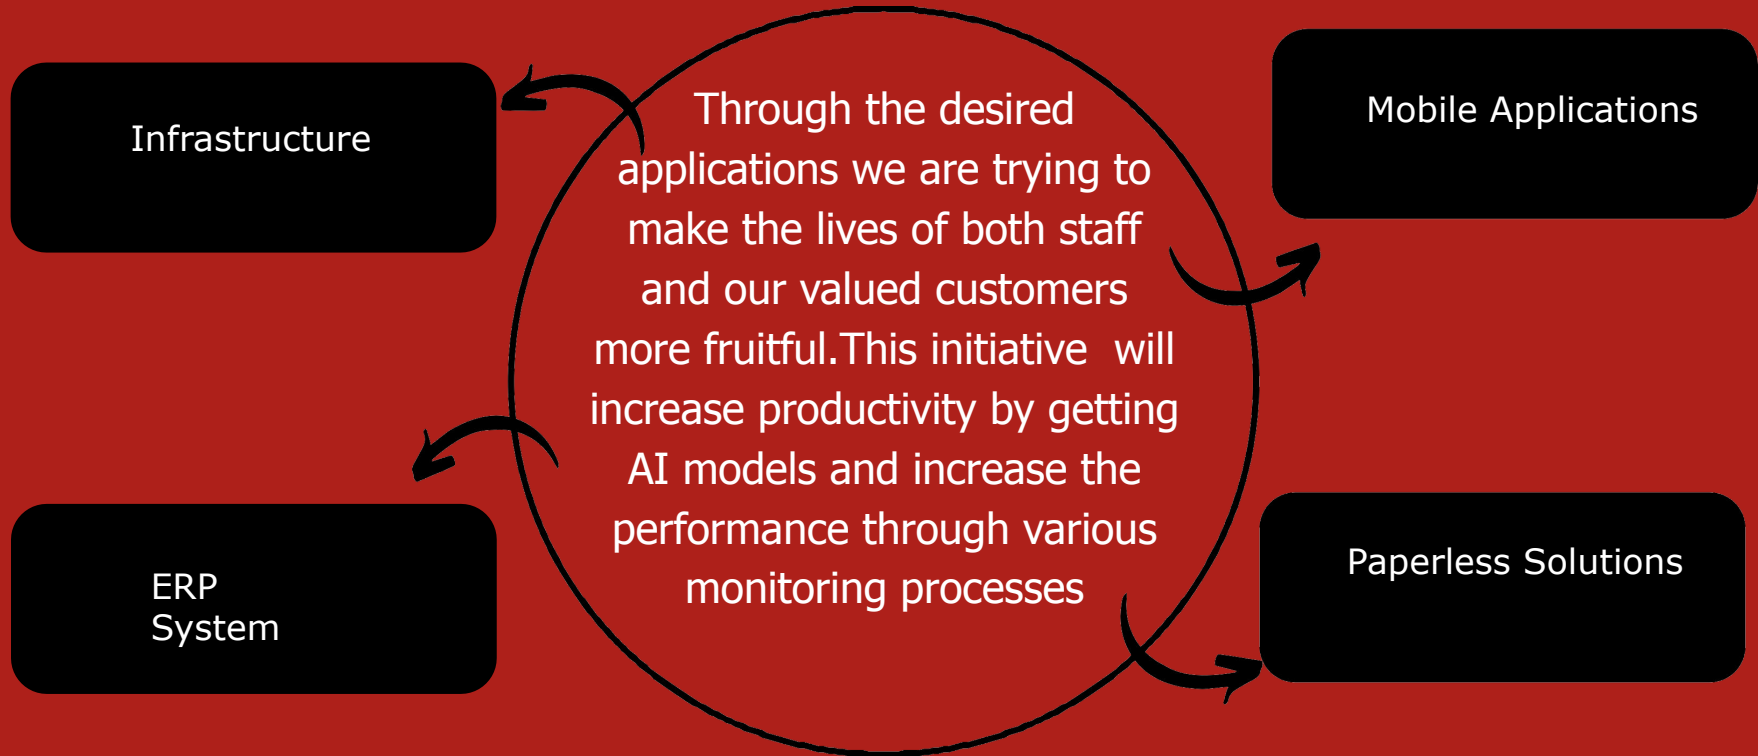 Infrastructure
Mobile Applications
Through the desired
applications we are trying to
make the lives of both staff
and our valued customers
more fruitful.This initiative  will
increase productivity by getting
AI models and increase the
performance through various
monitoring processes
ERP
System
Paperless Solutions